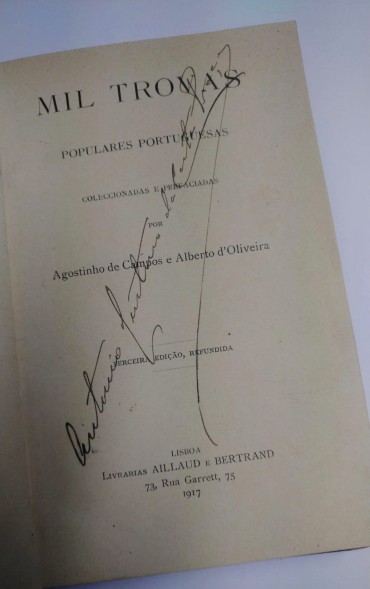 MIL TROVAS
POPULARES PORTUGUESAS
COLECCIONADAS E PREFACIADAS
POR
Agostinho de Campos e Alberto d'Oliveira
TERCEIRA EDIÇÃO, REFUNDIDA
LISBOA
LIVRARIAS AILLAUD E BERTRAND
73, Rua Garrett, 75
1917
Antonio